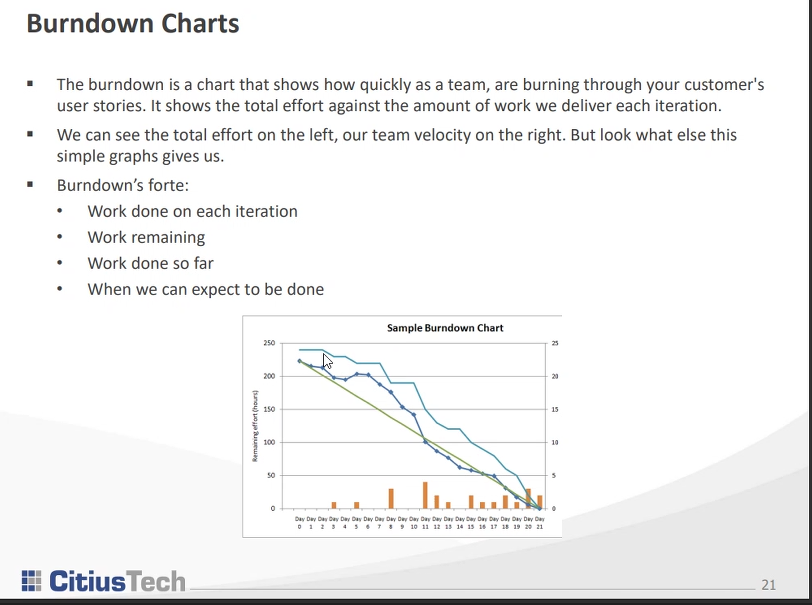 Burndown Charts
The burndown is a chart that shows how quickly as a team, are burning through your customer's
user stories. It shows the total effort against the amount of work we deliver each iteration.
We can see the total effort on the left, our team velocity on the right. But look what else this
simple graphs gives us.
Burndown’s forte:
Work done on each iteration
Work remaining
Work done so far
When we can expect to be done
Sample Burndown Chart
250 25
200 20
150 15
100 10
50 5
0 0
Remaining effort (hours)
Day Day Day Day Day Day Day Day Day Day Day Day Day Day Day Day Day Day Day Day Day Day
0 1 2 3 4 5 6 7 8 9 10 11 12 13 14 15 16 17 18 19 20 21
CitiusTech
21